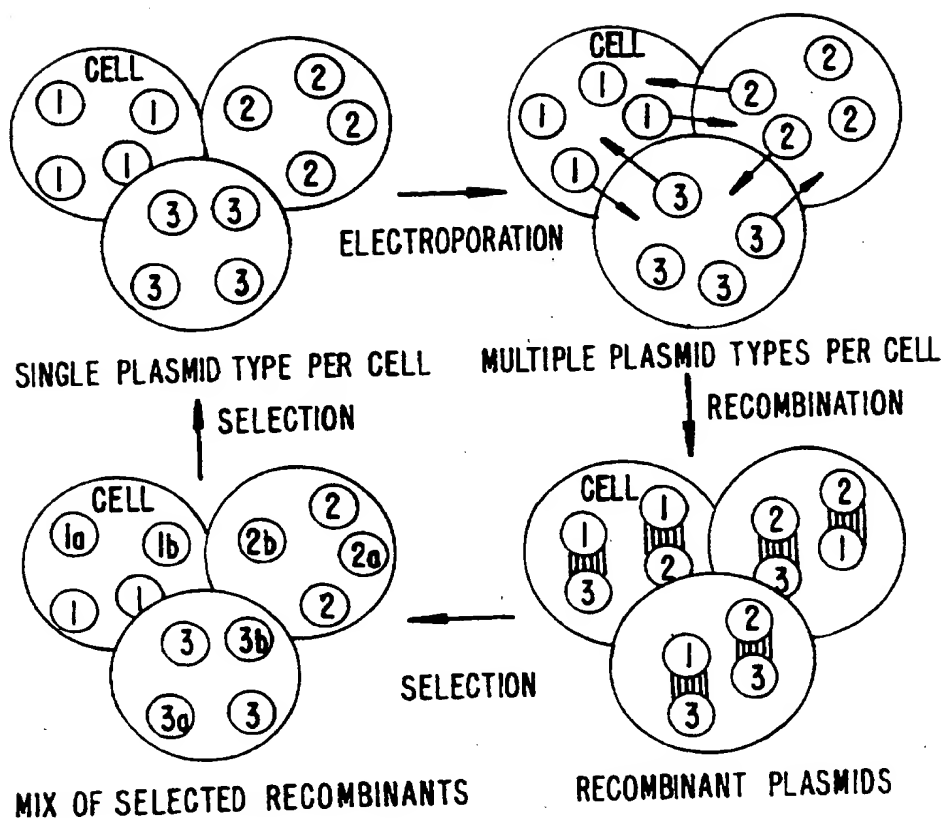 CELL
1 1
1 1
2
2 2
2
3 3
3 3
ELECTROPORATION
CELL
1
1 1
1
2
2
2 2
3
3
3 3
SINGLE PLASMID TYPE PER CELL
MULTIPLE PLASMID TYPES PER CELL
SELECTION
RECOMBINATION
CELL
1a 1b
1 1
2
2b 2a
2
3 3b
3a 3
SELECTION
CELL
1 1
3 2
2 2
3 1
1 2
3 3
MIX OF SELECTED RECOMBINANTS
RECOMBINANT PLASMIDS